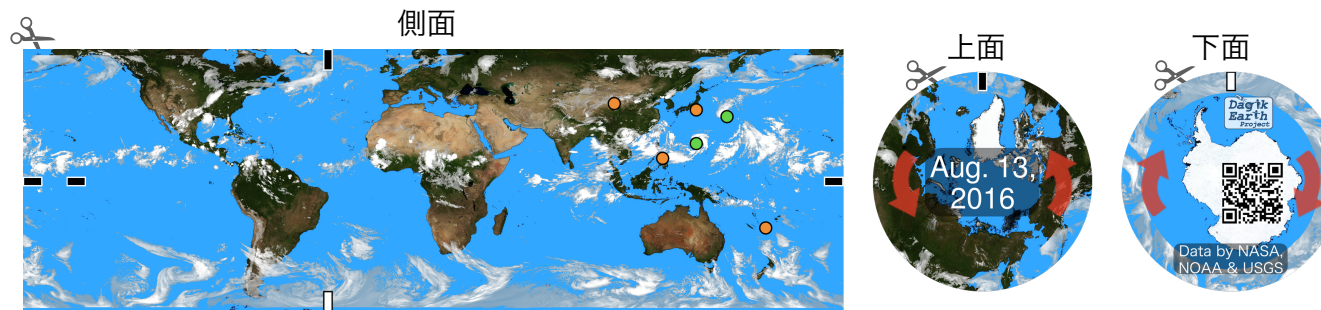 側面
上面
下面
Aug. 13,
2016
Dagik
Earth
Project
Data by NASA,
NOAA & USGS